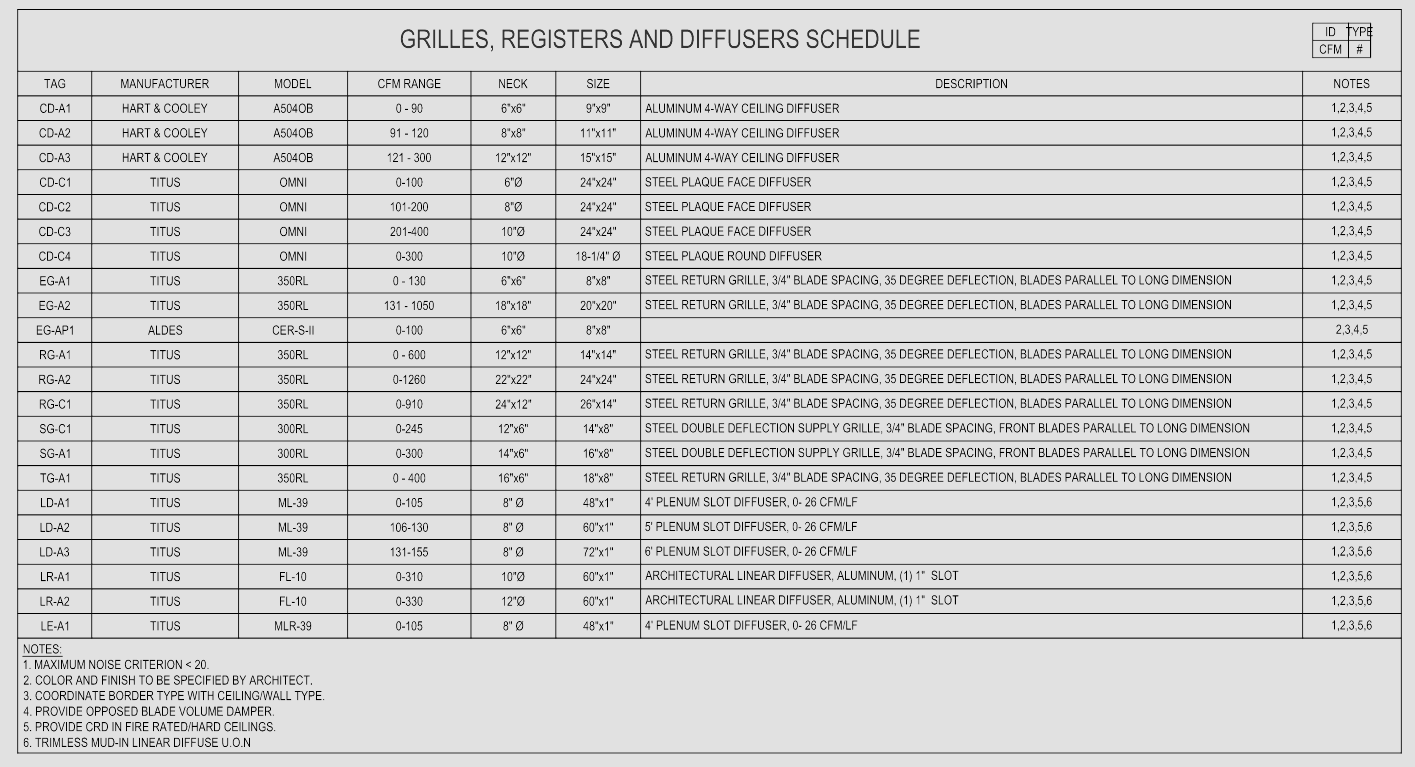 GRILLES, REGISTERS AND DIFFUSERS SCHEDULE
ID TYPE
CFM #
TAG MANUFACTURER MODEL CFM RANGE NECK SIZE DESCRIPTION NOTES
CD-A1 HART & COOLEY A504OB 0 - 90 6"x6" 9"x9" ALUMINUM 4-WAY CEILING DIFFUSER 1,2,3,4,5
CD-A2 HART & COOLEY A504OB 91 - 120 8"x8" 11"x11" ALUMINUM 4-WAY CEILING DIFFUSER 1,2,3,4,5
CD-A3 HART & COOLEY A504OB 121 - 300 12"x12" 15"x15" ALUMINUM 4-WAY CEILING DIFFUSER 1,2,3,4,5
CD-C1 TITUS OMNI 0-100 6"Ø 24"x24" STEEL PLAQUE FACE DIFFUSER 1,2,3,4,5
CD-C2 TITUS OMNI 101-200 8"Ø 24"x24" STEEL PLAQUE FACE DIFFUSER 1,2,3,4,5
CD-C3 TITUS OMNI 201-400 10"Ø 24"x24" STEEL PLAQUE FACE DIFFUSER 1,2,3,4,5
CD-C4 TITUS OMNI 0-300 10"Ø 18-1/4" Ø STEEL PLAQUE ROUND DIFFUSER 1,2,3,4,5
EG-A1 TITUS 350RL 0 - 130 6"x6" 8"x8" STEEL RETURN GRILLE, 3/4" BLADE SPACING, 35 DEGREE DEFLECTION, BLADES PARALLEL TO LONG DIMENSION 1,2,3,4,5
EG-A2 TITUS 350RL 131 - 1050 18"x18" 20"x20" STEEL RETURN GRILLE, 3/4" BLADE SPACING, 35 DEGREE DEFLECTION, BLADES PARALLEL TO LONG DIMENSION 1,2,3,4,5
EG-AP1 ALDES CER-S-II 0-100 6"x6" 8"x8" 2,3,4,5
RG-A1 TITUS 350RL 0 - 600 12"x12" 14"x14" STEEL RETURN GRILLE, 3/4" BLADE SPACING, 35 DEGREE DEFLECTION, BLADES PARALLEL TO LONG DIMENSION 1,2,3,4,5
RG-A2 TITUS 350RL 0-1260 22"x22" 24"x24" STEEL RETURN GRILLE, 3/4" BLADE SPACING, 35 DEGREE DEFLECTION, BLADES PARALLEL TO LONG DIMENSION 1,2,3,4,5
RG-C1 TITUS 350RL 0-910 24"x12" 26"x14" STEEL RETURN GRILLE, 3/4" BLADE SPACING, 35 DEGREE DEFLECTION, BLADES PARALLEL TO LONG DIMENSION 1,2,3,4,5
SG-C1 TITUS 300RL 0-245 12"x6" 14"x8" STEEL DOUBLE DEFLECTION SUPPLY GRILLE, 3/4" BLADE SPACING, FRONT BLADES PARALLEL TO LONG DIMENSION 1,2,3,4,5
SG-A1 TITUS 300RL 0-300 14"x6" 16"x8" STEEL DOUBLE DEFLECTION SUPPLY GRILLE, 3/4" BLADE SPACING, FRONT BLADES PARALLEL TO LONG DIMENSION 1,2,3,4,5
TG-A1 TITUS 350RL 0 - 400 16"x6" 18"x8" STEEL RETURN GRILLE, 3/4" BLADE SPACING, 35 DEGREE DEFLECTION, BLADES PARALLEL TO LONG DIMENSION 1,2,3,4,5
LD-A1 TITUS ML-39 0-105 8" Ø 48"x1" 4' PLENUM SLOT DIFFUSER, 0- 26 CFM/LF 1,2,3,5,6
LD-A2 TITUS ML-39 106-130 8" Ø 60"x1" 5' PLENUM SLOT DIFFUSER, 0- 26 CFM/LF 1,2,3,5,6
LD-A3 TITUS ML-39 131-155 8" Ø 72"x1" 6' PLENUM SLOT DIFFUSER, 0- 26 CFM/LF 1,2,3,5,6
LR-A1 TITUS FL-10 0-310 10"Ø 60"x1" ARCHITECTURAL LINEAR DIFFUSER, ALUMINUM, (1) 1" SLOT 1,2,3,5,6
LR-A2 TITUS FL-10 0-330 12"Ø 60"x1" ARCHITECTURAL LINEAR DIFFUSER, ALUMINUM, (1) 1" SLOT 1,2,3,5,6
LE-A1 TITUS MLR-39 0-105 8" Ø 48"x1" 4' PLENUM SLOT DIFFUSER, 0- 26 CFM/LF 1,2,3,5,6
NOTES:
1. MAXIMUM NOISE CRITERION < 20.
2. COLOR AND FINISH TO BE SPECIFIED BY ARCHITECT.
3. COORDINATE BORDER TYPE WITH CEILING/WALL TYPE.
4. PROVIDE OPPOSED BLADE VOLUME DAMPER.
5. PROVIDE CRD IN FIRE RATED/HARD CEILINGS.
6. TRIMLESS MUD-IN LINEAR DIFFUSE U.O.N